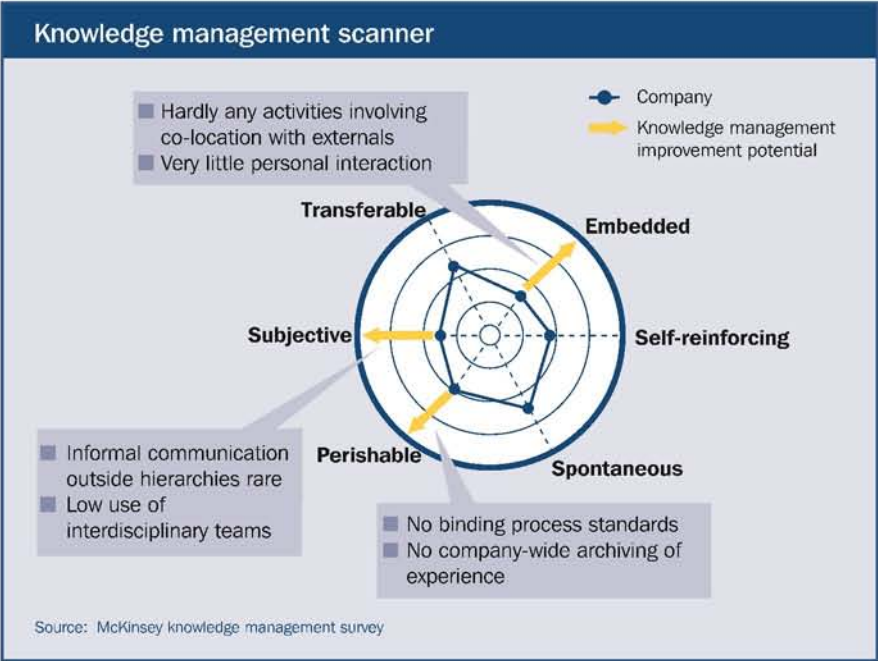 Knowledge management scanner
Hardly any activities involving
co-location with externals
Very little personal interaction
Company
Knowledge management
improvement potential
Transferable
Embedded
Subjective
Self-reinforcing
Perishable
Spontaneous
Informal communication
outside hierarchies rare
Low use of
interdisciplinary teams
No binding process standards
No company-wide archiving of
experience
Source: McKinsey knowledge management survey